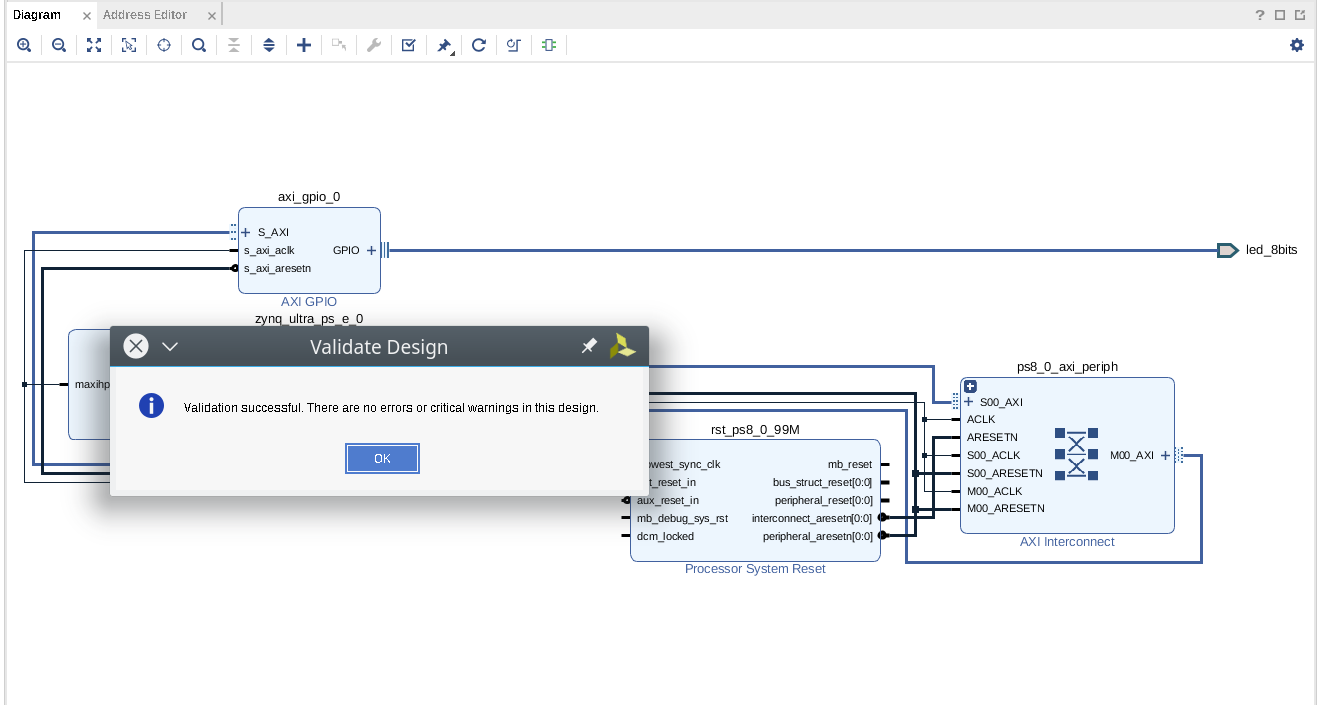 Diagram
Address Editor
axi_gpio_0
S_AXI
s_axi_aclk
GPIO
s_axi_aresetn
led_8bits
AXI GPIO
zynq_ultra_ps_e_0
maxihp
Validate Design
Validation successful. There are no errors or critical warnings in this design.
OK
rst_ps8_0_99M
owest_sync_clk
mb_reset
t_reset_in
bus_struct_reset[0:0]
aux_reset_in
peripheral_reset[0:0]
mb_debug_sys_rst
interconnect_aresetn[0:0]
dcm_locked
peripheral_aresetn[0:0]
Processor System Reset
ps8_0_axi_periph
S00_AXI
ACLK
ARESETN
S00_ACLK
M00_AXI
S00_ARESETN
M00_ACLK
M00_ARESETN
AXI Interconnect